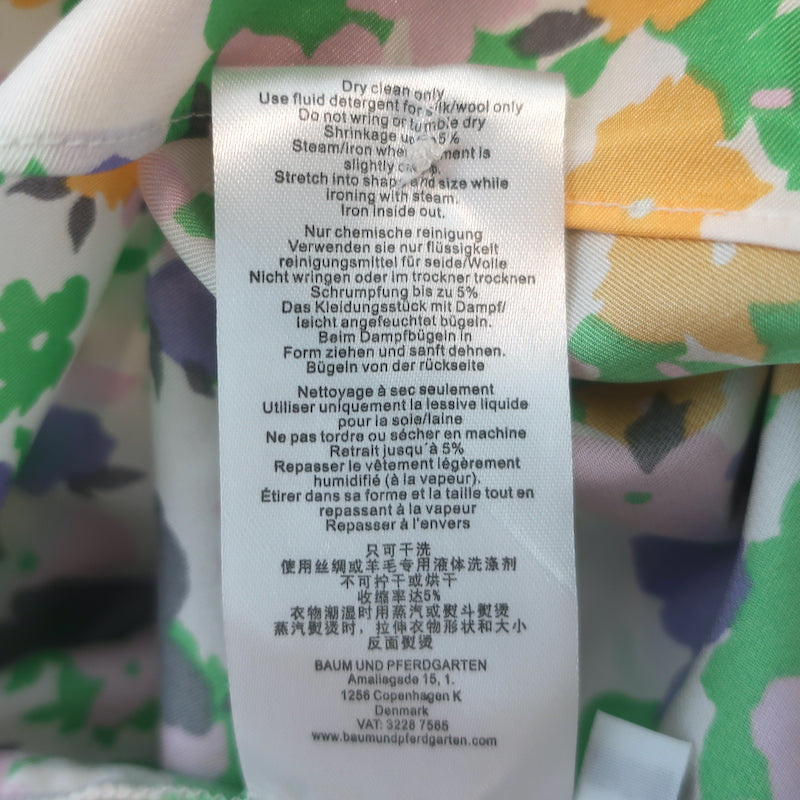 Dry clean only
Use fluid detergent for silk/wool only
Do not wring or tumble dry
Shrinkage 5%
Steam/iron is
slightly
Stretch into shape and size while
ironing with steam.
Iron inside out.
Nur chemische reinigung
Verwenden sie nur flüssigkeit
reinigungsmittel für seide/Wolle
Nicht wringen oder im trockner trocknen
Schrumpfung bis zu 5%
Das Kleidungsstück mit Dampf/
leicht angefeuchtet bügeln.
Beim Dampfbügeln in
Form ziehen und sanft dehnen.
Bügeln von der rückseite
Nettoyage à sec seulement
Utiliser uniquement la lessive liquide
pour la soie/laine
Ne pas tordre ou sécher en machine
Retrait jusqu´à 5%
Repasser le vêtement légèrement
humidifié (à la vapeur).
Étirer dans sa forme et la taille tout en
repassant à la vapeur
Repasser à l'envers
只可干洗
使用丝绸或羊毛专用液体洗涤剂
不可拧干或烘干
收缩率达5%
衣物潮湿时用蒸汽或熨斗熨烫
蒸汽熨烫时，拉伸衣物形状和大小
反面熨烫
BAUM UND PFERDGARTEN
Amaliegade 15, 1.
1256 Copenhagen K
Denmark
VAT: 3228 7565
www.baumundpferdgarten.com